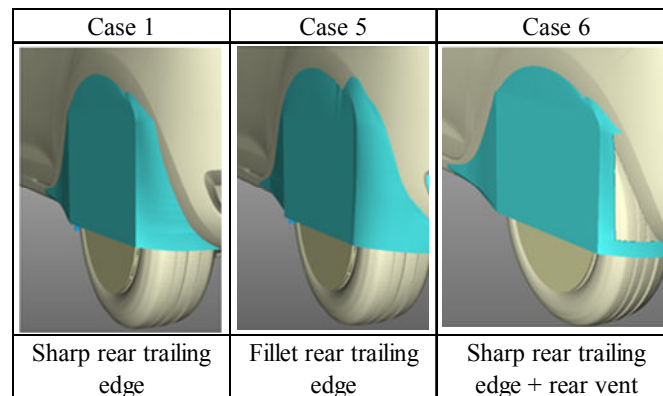 Case 1
Case 5
Case 6
Sharp rear trailing
edge
Fillet rear trailing
edge
Sharp rear trailing
edge + rear vent